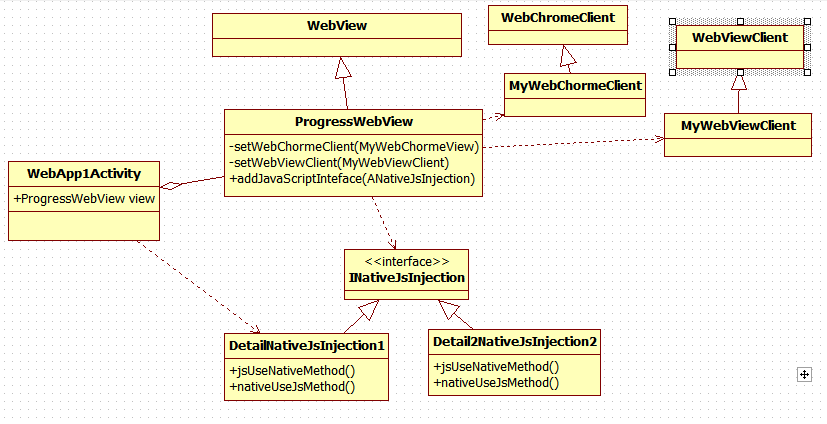 WebView
WebChromeClient
WebViewClient
MyWebChormeClient
MyWebViewClient
ProgressWebView
-setWebChormeClient(MyWebChormeView)
-setWebViewClient(MyWebViewClient)
+addJavaScriptInteface(ANativeJsInjection)
WebApp1Activity
+ProgressWebView view
<<interface>>
INativeJsInjection
DetailNativeJsInjection1
+jsUseNativeMethod()
+nativeUseJsMethod()
Detail2NativeJsInjection2
+jsUseNativeMethod()
+nativeUseJsMethod()